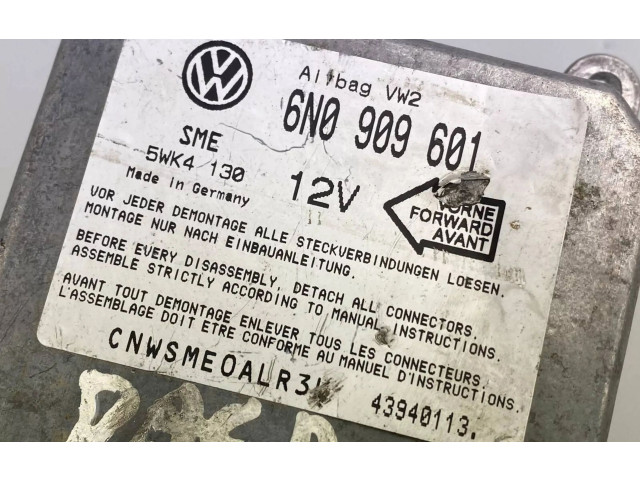 Airbag VW2
6N0 909 601
SME
5WK4 130
Made in Germany
12V
FORWARD
AVANT
VOR JEDER DEMONTAGE ALLE STECKVERBINDUNGEN LOESEN.
MONTAGE NUR NACH EINBAUANLEITUNG.
BEFORE EVERY DISASSEMBLY, DETACH ALL CONNECTORS.
ASSEMBLE STRICTLY ACCORDING TO MANUAL INSTRUCTIONS.
AVANT TOUT DEMONTAGE ENLEVER TOUS LES CONNECTEURS.
L'ASSEMBLAGE DOIT ETRE CONFORME AU MANUEL D'INSTRUCTIONS.
43940113.